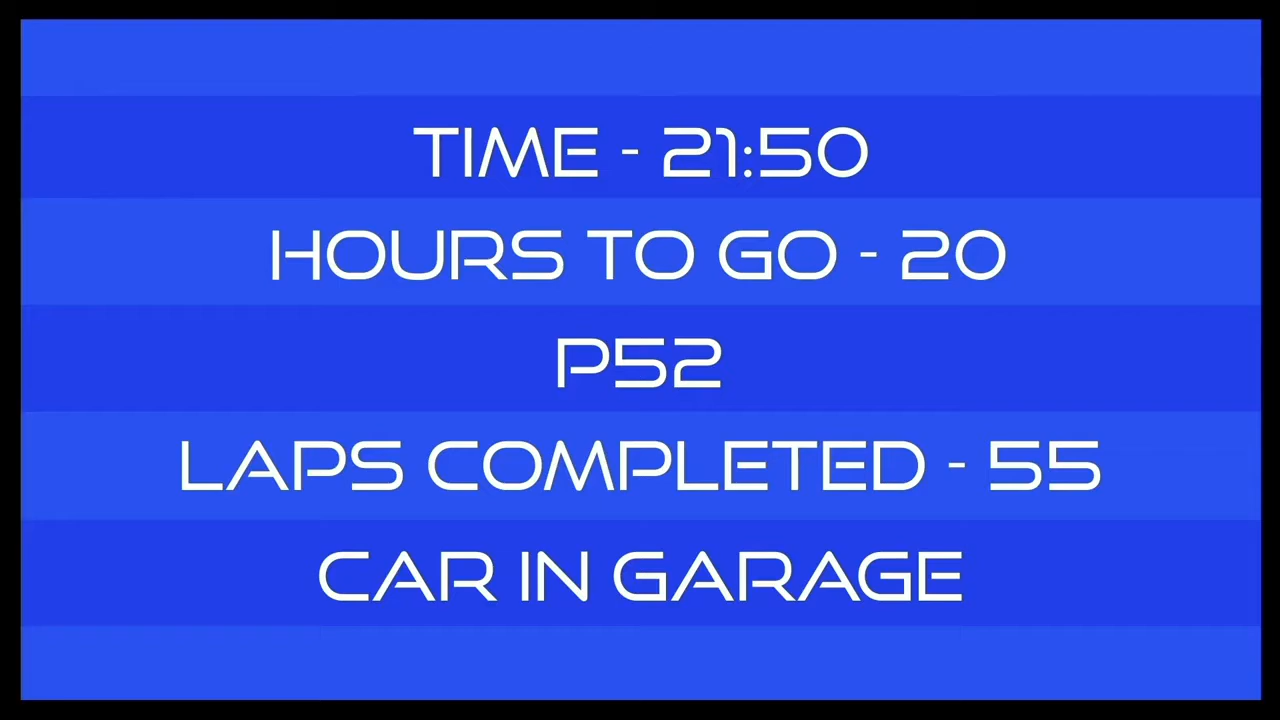 TIME - 21:50
HOURS TO GO - 20
P52
LAPS COMPLETED - 55
CAR IN GARAGE